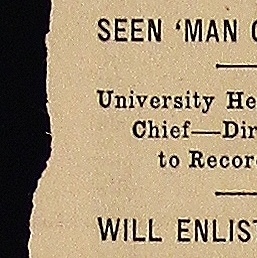 SEEN 'MAN
University He
Chief—Dir
to Recor
WILL ENLIST